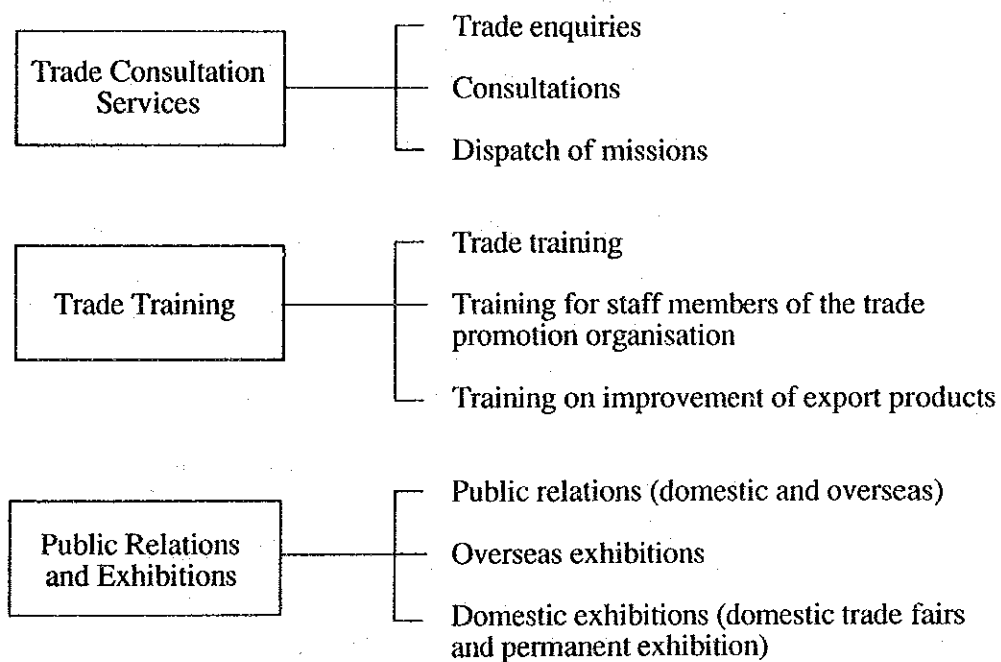 Trade Consultation
Services
Trade enquiries
Consultations
Dispatch of missions
Trade Training
Trade training
Training for staff members of the trade
promotion organisation
Training on improvement of export products
Public Relations
and Exhibitions
Public relations (domestic and overseas)
Overseas exhibitions
Domestic exhibitions (domestic trade fairs
and permanent exhibition)